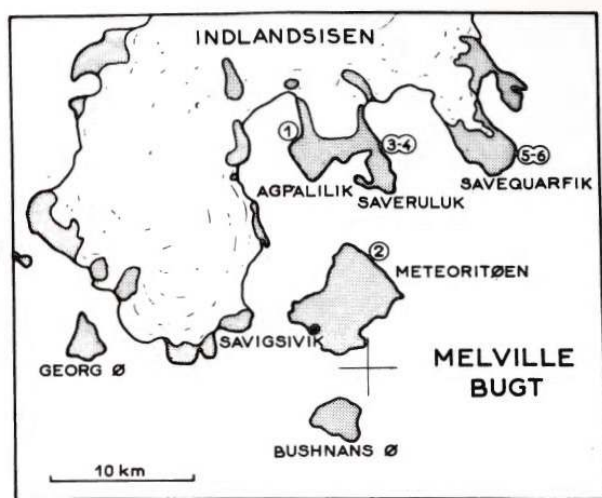 INDLANDSISEN
1
3-4
5-6
AGPALILIK
SAVERULUK
SAVEQUARFIK
2
METEORITØEN
SAVIGSIVIK
GEORG Ø
MELVILLE
BUGT
BUSHNANS Ø
10 km